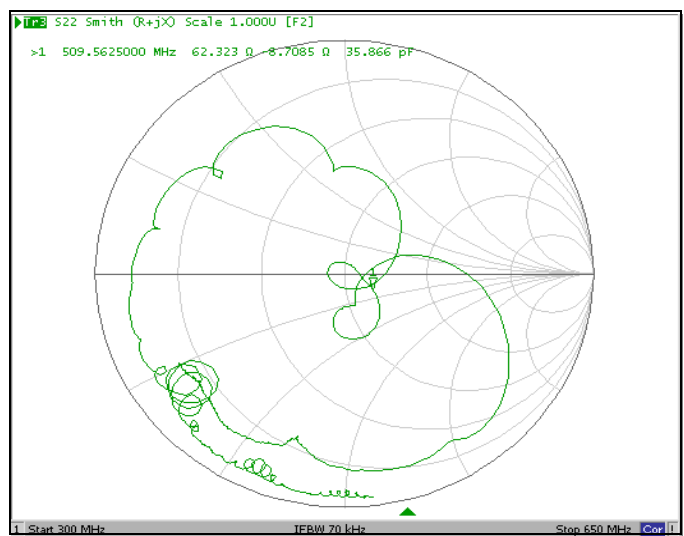 Tr3 S22 Smith (R+jX) Scale 1.000U [F2]
>1 509.5625000 MHz 62.323 Ω -8.7085 Ω 35.866 pF
1
1 Start 300 MHz IFBW 70 kHz Stop 650 MHz Cor !